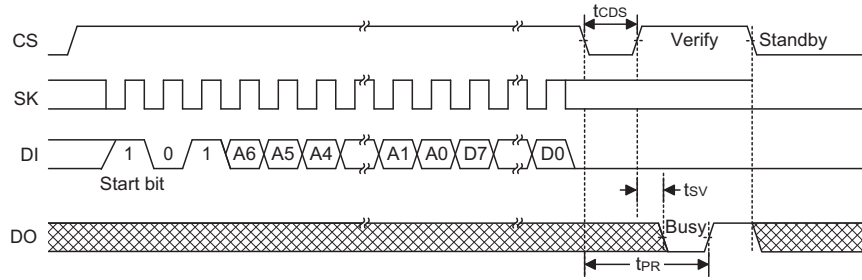 tCDS
CS Verify Standby
SK
DI 1 0 1 A6 A5 A4 A1 A0 D7 D0
Start bit
tSV
DO Busy
tPR